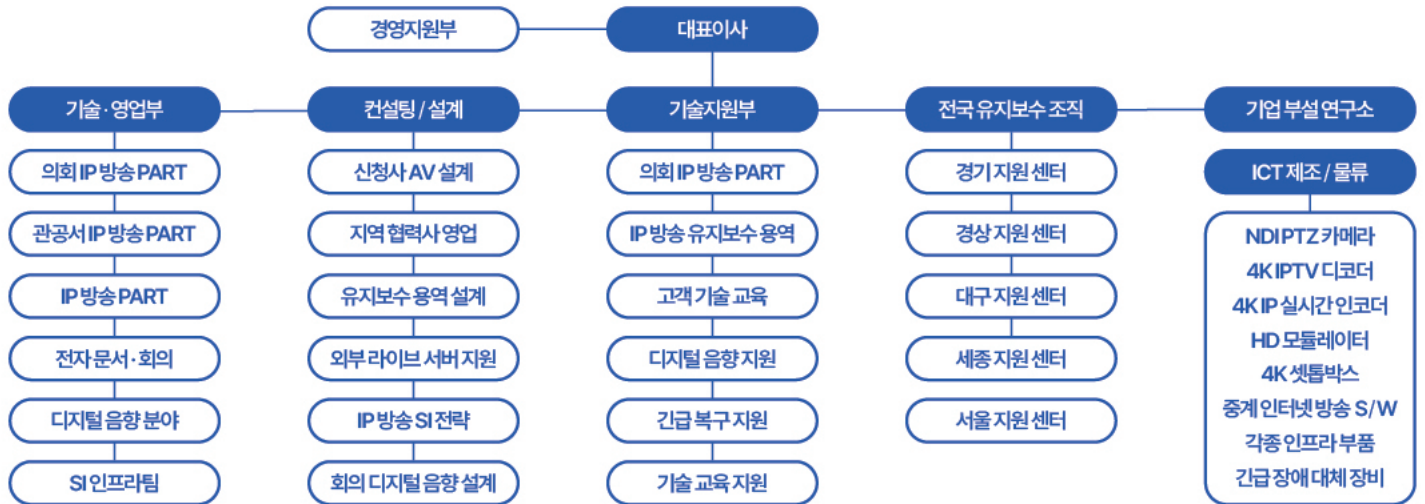 경영지원부
대표이사
기술·영업부
의회 IP 방송 PART
관공서 IP 방송 PART
IP 방송 PART
전자 문서·회의
디지털 음향 분야
SI 인프라팀
컨설팅 / 설계
신청사 AV 설계
지역 협력사 영업
유지보수 용역 설계
외부 라이브 서버 지원
IP 방송 SI 전략
회의 디지털 음향 설계
기술지원부
의회 IP 방송 PART
IP 방송 유지보수 용역
고객 기술 교육
디지털 음향 지원
긴급 복구 지원
기술 교육 지원
전국 유지보수 조직
경기 지원 센터
경상 지원 센터
대구 지원 센터
세종 지원 센터
서울 지원 센터
기업 부설 연구소
ICT 제조 / 물류
NDI PTZ 카메라
4K IPTV 디코더
4K IP 실시간 인코더
HD 모듈레이터
4K 셋톱박스
중계 인터넷 방송 S/W
각종 인프라 부품
긴급 장애 대체 장비